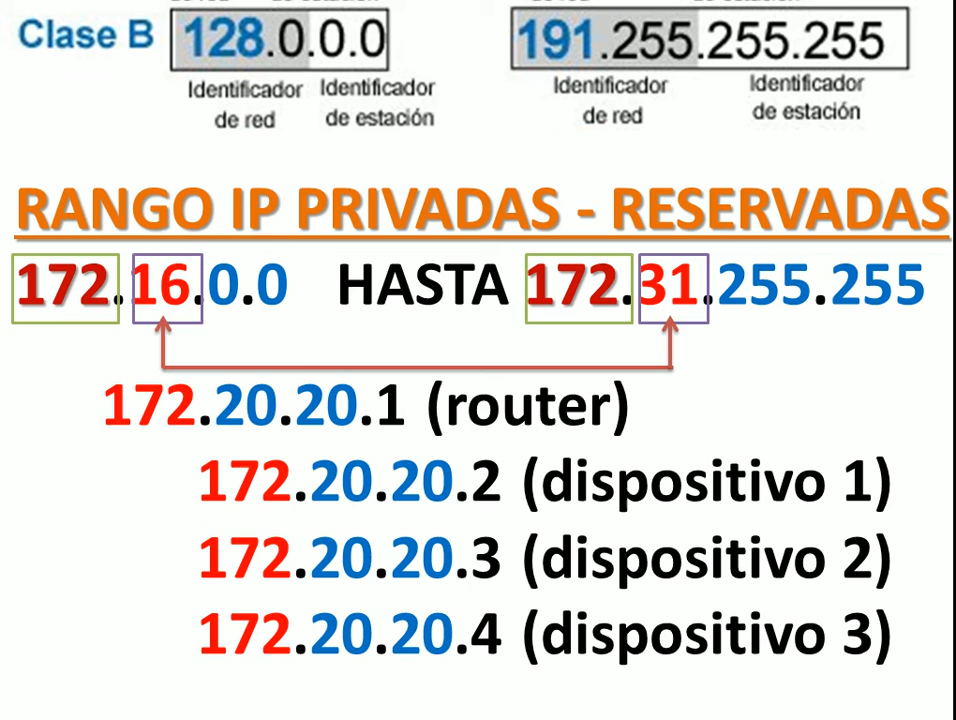 Clase B 128.0.0.0 191.255.255.255
Identificador Identificador Identificador Identificador
de red de estación de red de estación
RANGO IP PRIVADAS - RESERVADAS
172.16.0.0 HASTA 172.31.255.255
172.20.20.1 (router)
172.20.20.2 (dispositivo 1)
172.20.20.3 (dispositivo 2)
172.20.20.4 (dispositivo 3)